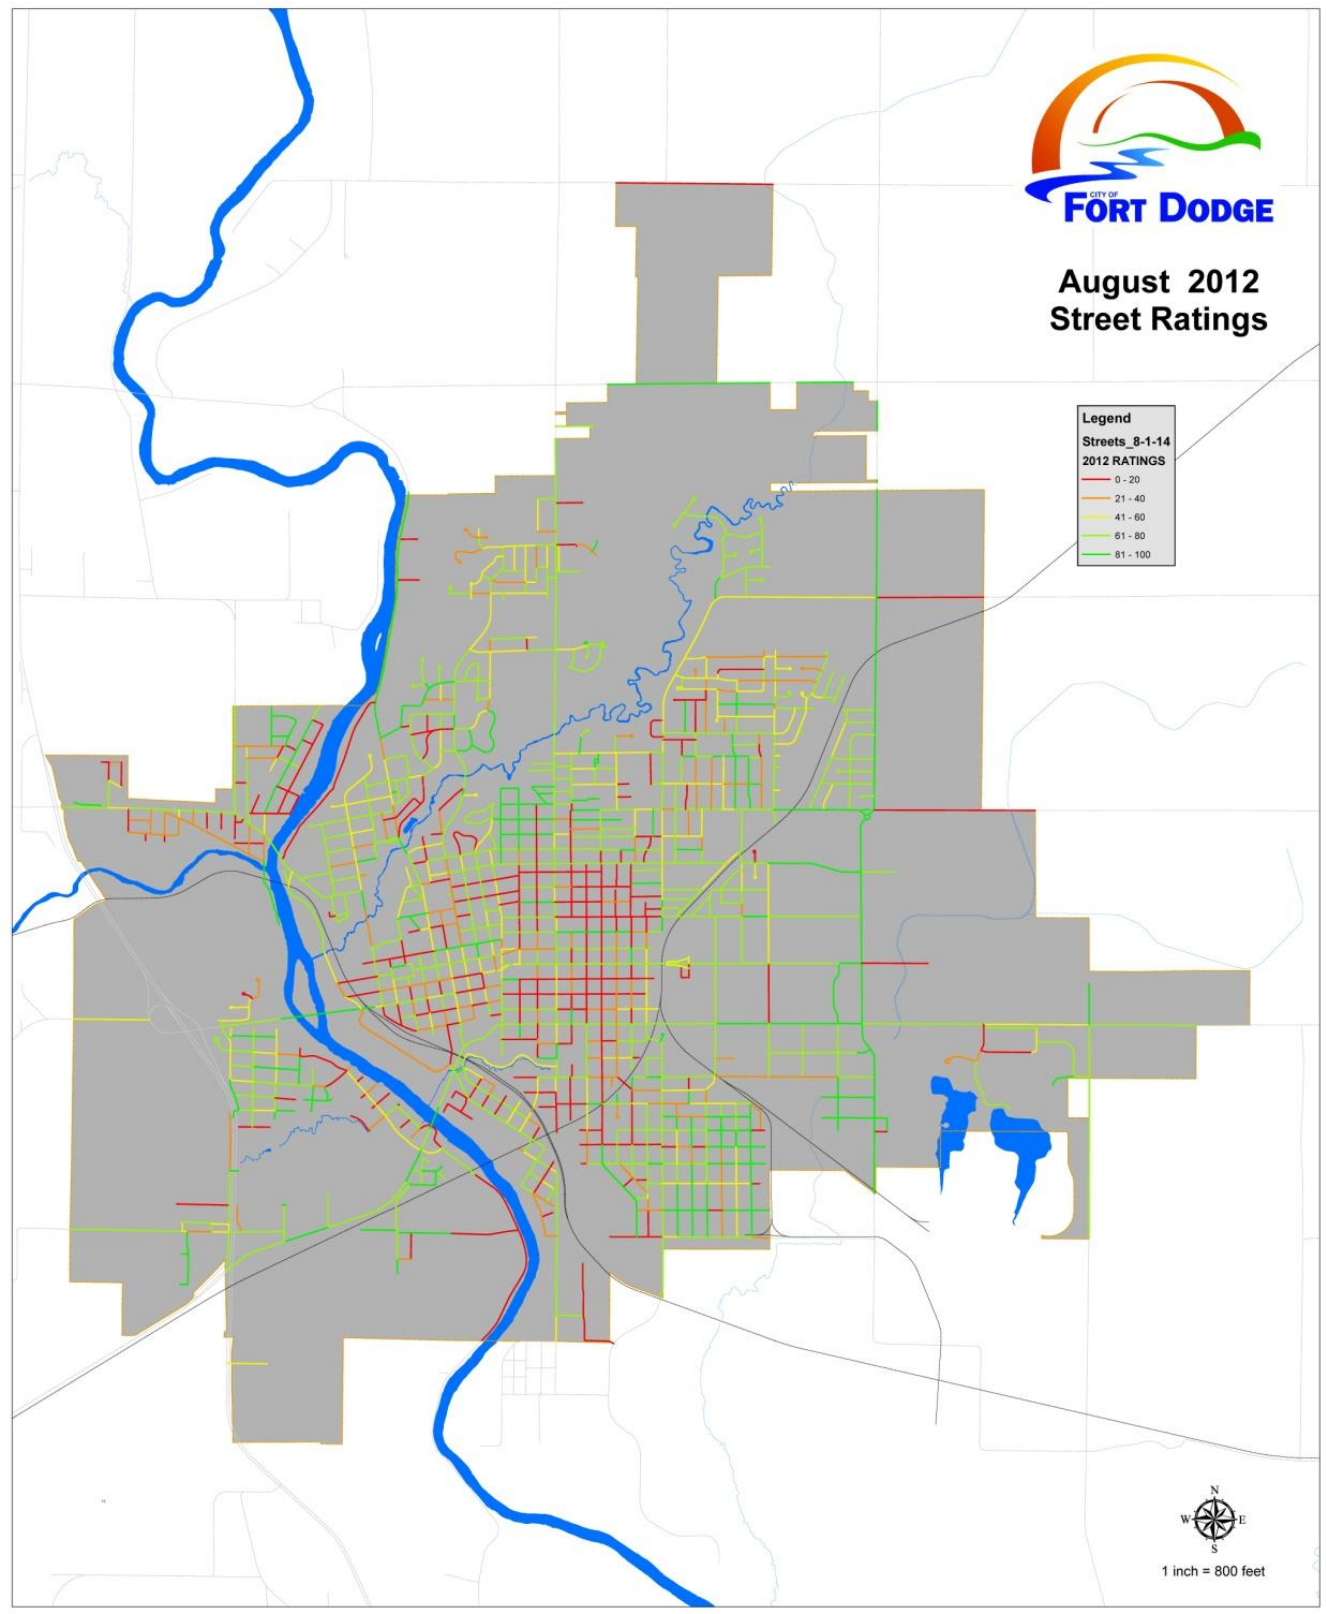 CITY OF
FORT DODGE
August 2012
Street Ratings
Legend
Streets_8-1-14
2012 RATINGS
0 - 20
21 - 40
41 - 60
61 - 80
81 - 100
N
W E
S
1 inch = 800 feet